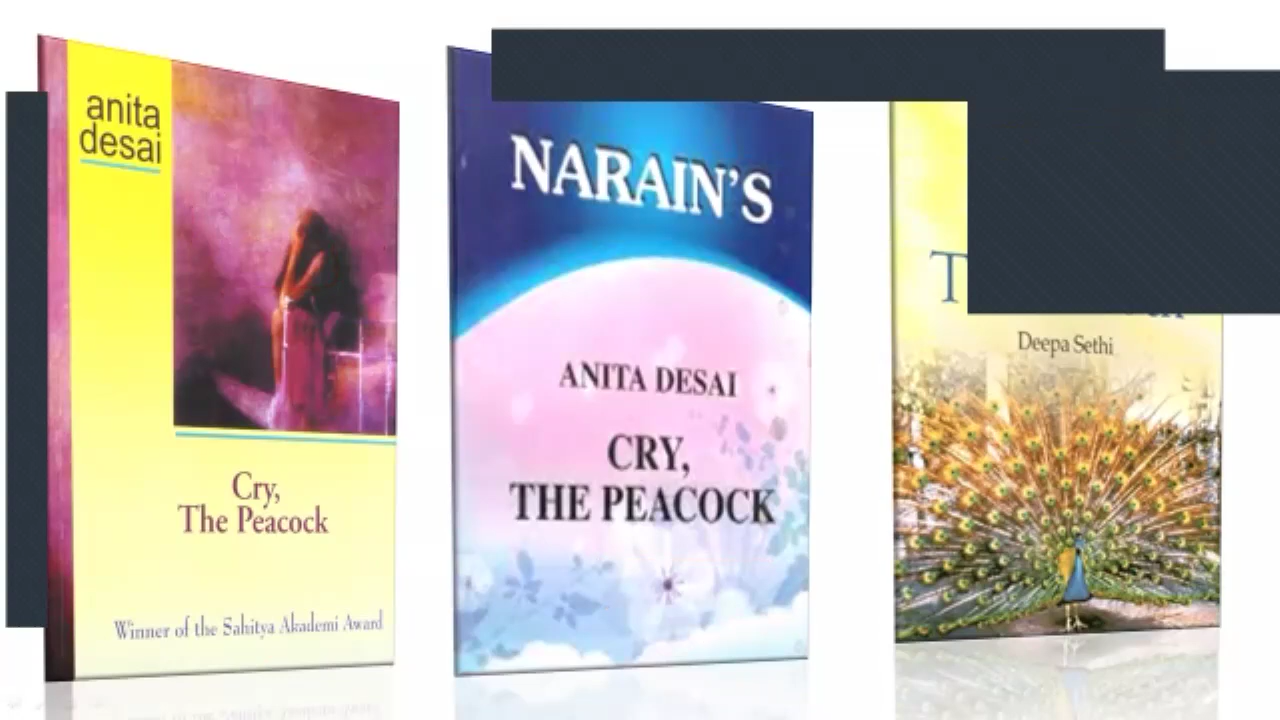 anita
desai
Cry,
The Peacock
Winner of the Sahitya Akademi Award
NARAIN'S
ANITA DESAI
CRY,
THE PEACOCK
Deepa Sethi